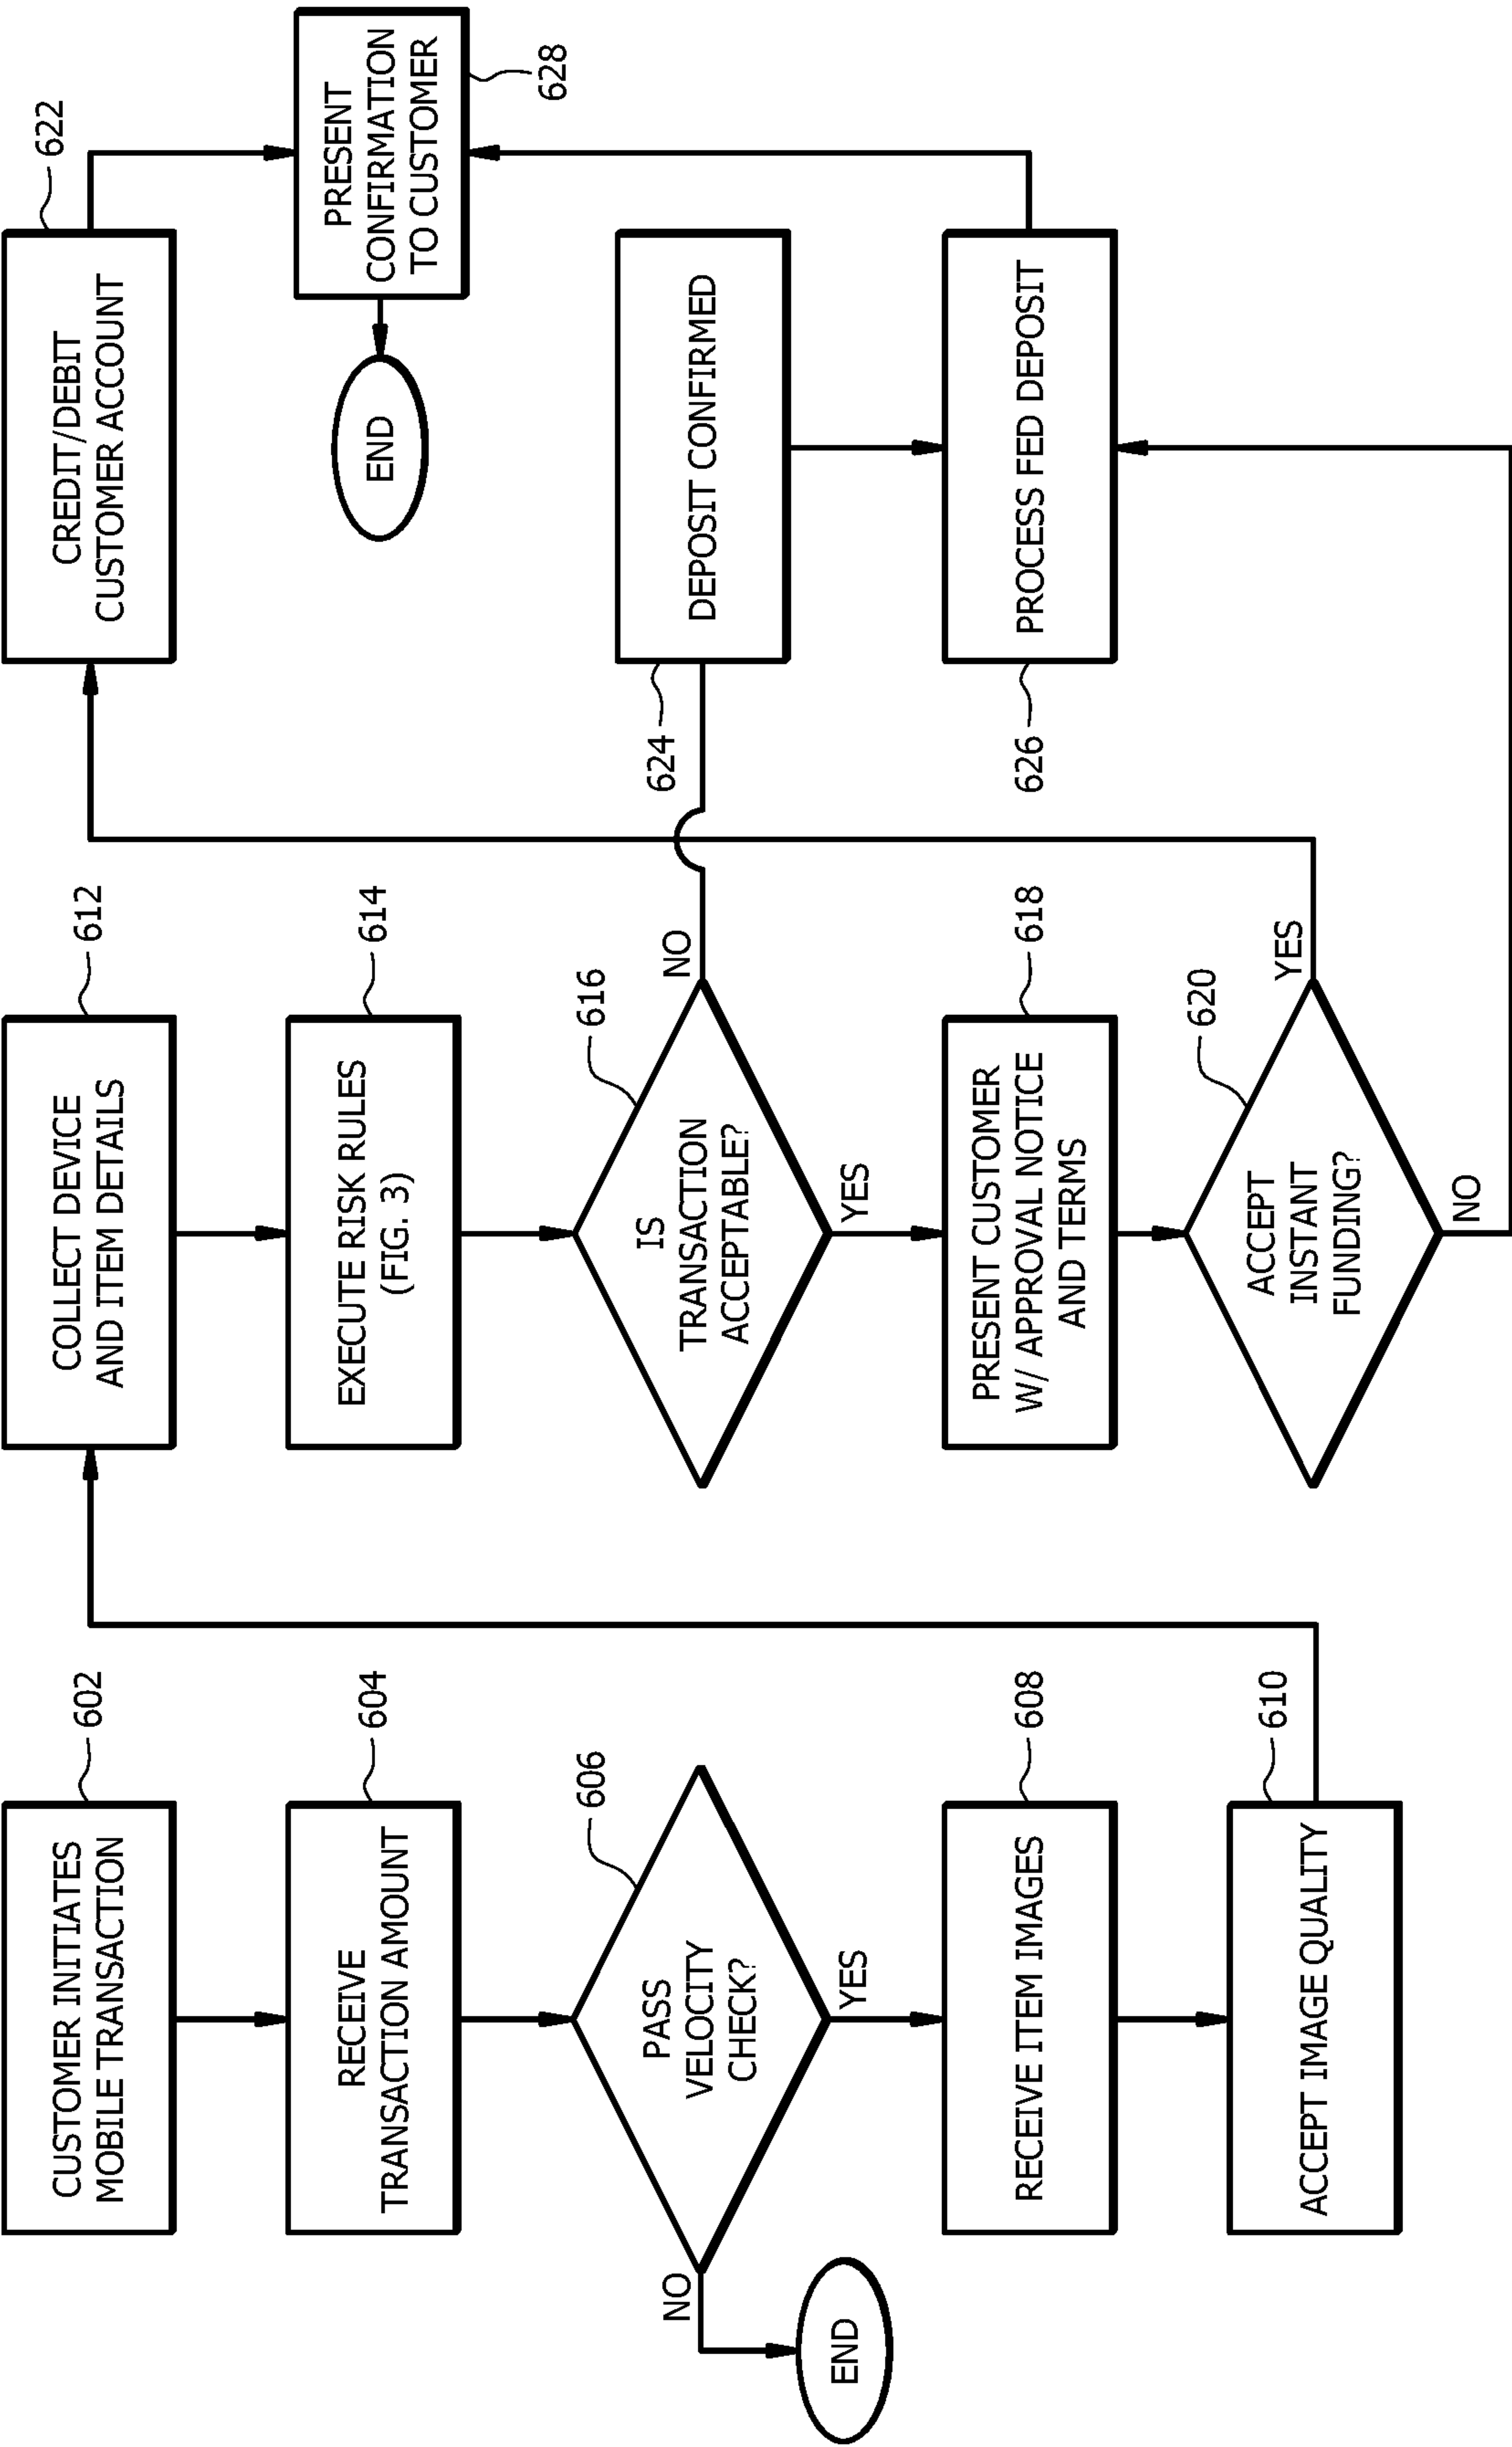 CUSTOMER INITIATES
MOBILE TRANSACTION
602
RECEIVE
TRANSACTION AMOUNT
604
PASS
VELOCITY
CHECK?
606
NO
END
YES
RECEIVE ITEM IMAGES
608
ACCEPT IMAGE QUALITY
610
COLLECT DEVICE
AND ITEM DETAILS
612
EXECUTE RISK RULES
(FIG. 3)
614
IS
TRANSACTION
ACCEPTABLE?
616
NO
YES
PRESENT CUSTOMER
W/ APPROVAL NOTICE
AND TERMS
618
ACCEPT
INSTANT
FUNDING?
620
YES
NO
CREDIT/DEBIT
CUSTOMER ACCOUNT
622
PRESENT
CONFIRMATION
TO CUSTOMER
628
END
DEPOSIT CONFIRMED
624
PROCESS FED DEPOSIT
626